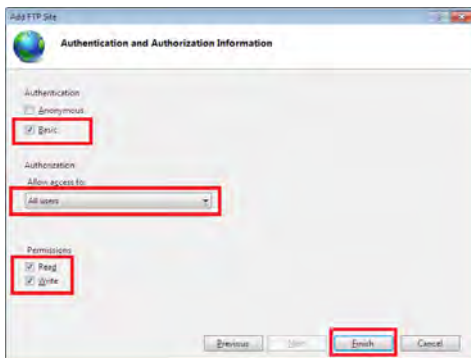 Add FTP Site
Authentication and Authorization Information
Authentication
Anonymous
Basic
Authorization
Allow access to:
All users
Permissions
Read
Write
Previous Next Finish Cancel